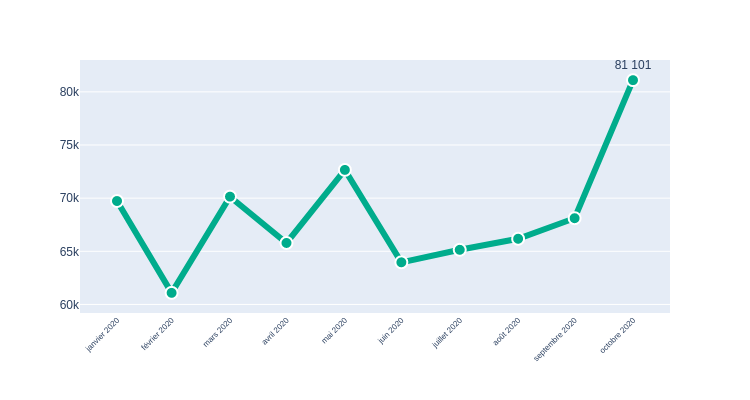 81 101
80k
75k
70k
65k
60k
janvier 2020
février 2020
mars 2020
avril 2020
mai 2020
juin 2020
juillet 2020
août 2020
septembre 2020
octobre 2020